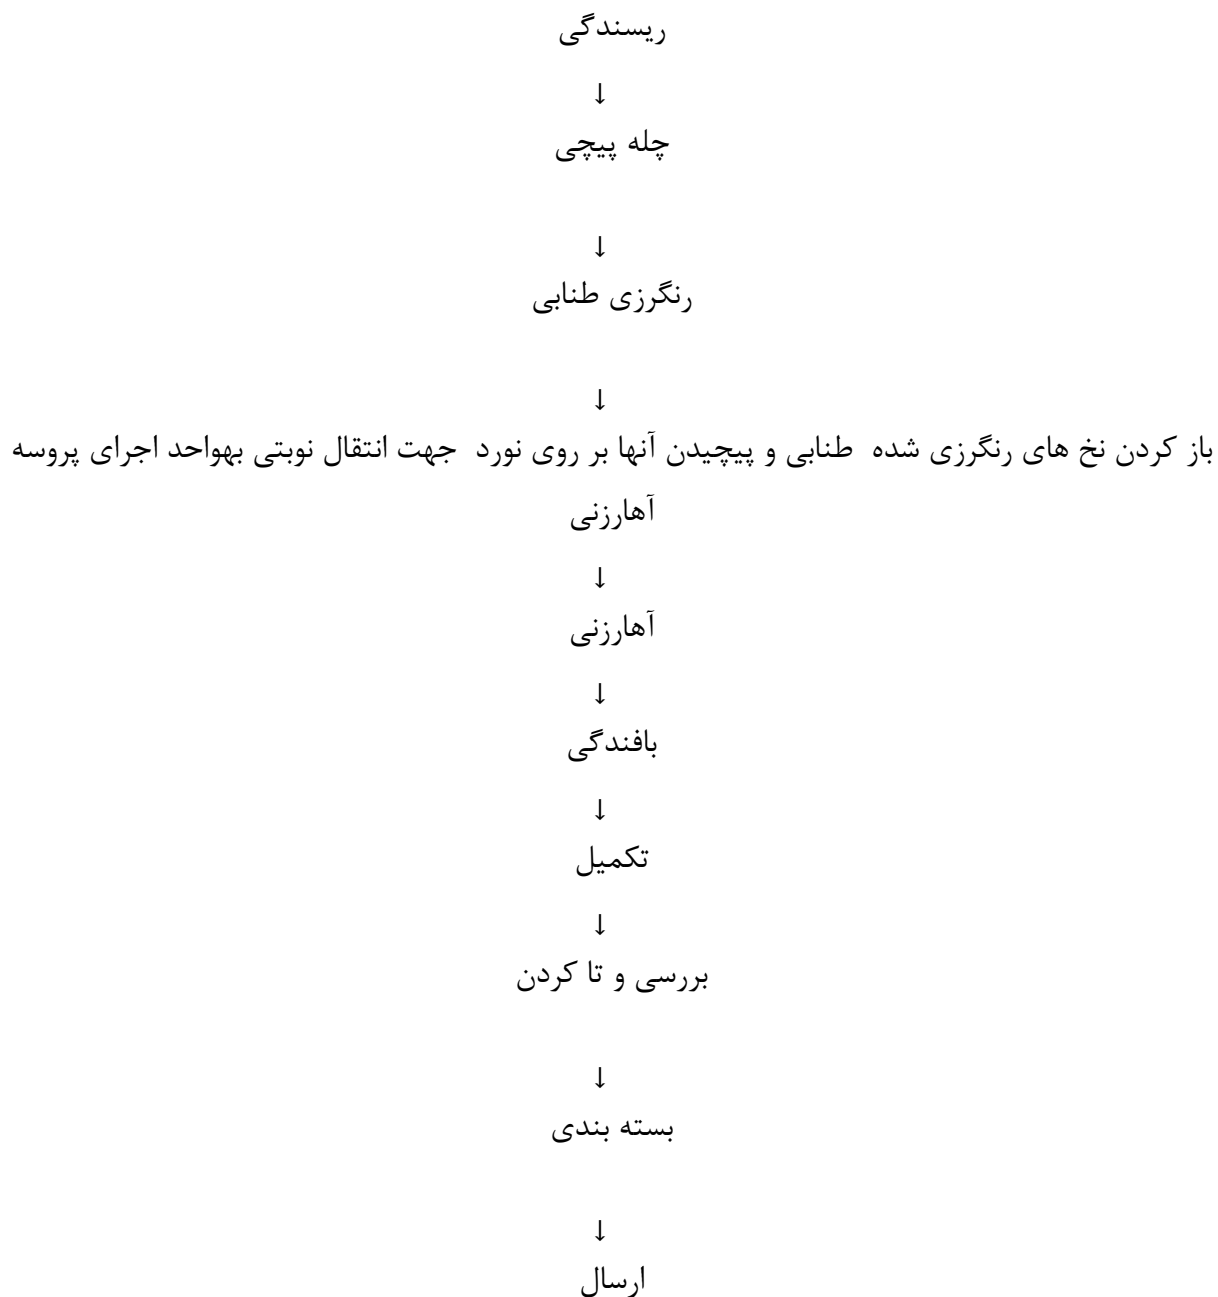 ریسندگی
↓
چله پیچی
↓
رنگرزی طنابی
↓
باز کردن نخ های رنگرزی شده طنابی و پیچیدن آنها بر روی نورد جهت انتقال نوبتی بهواحد اجرای پروسه
آهارزنی
↓
آهارزنی
↓
بافندگی
↓
تکمیل
↓
بررسی و تا کردن
↓
بسته بندی
↓
ارسال